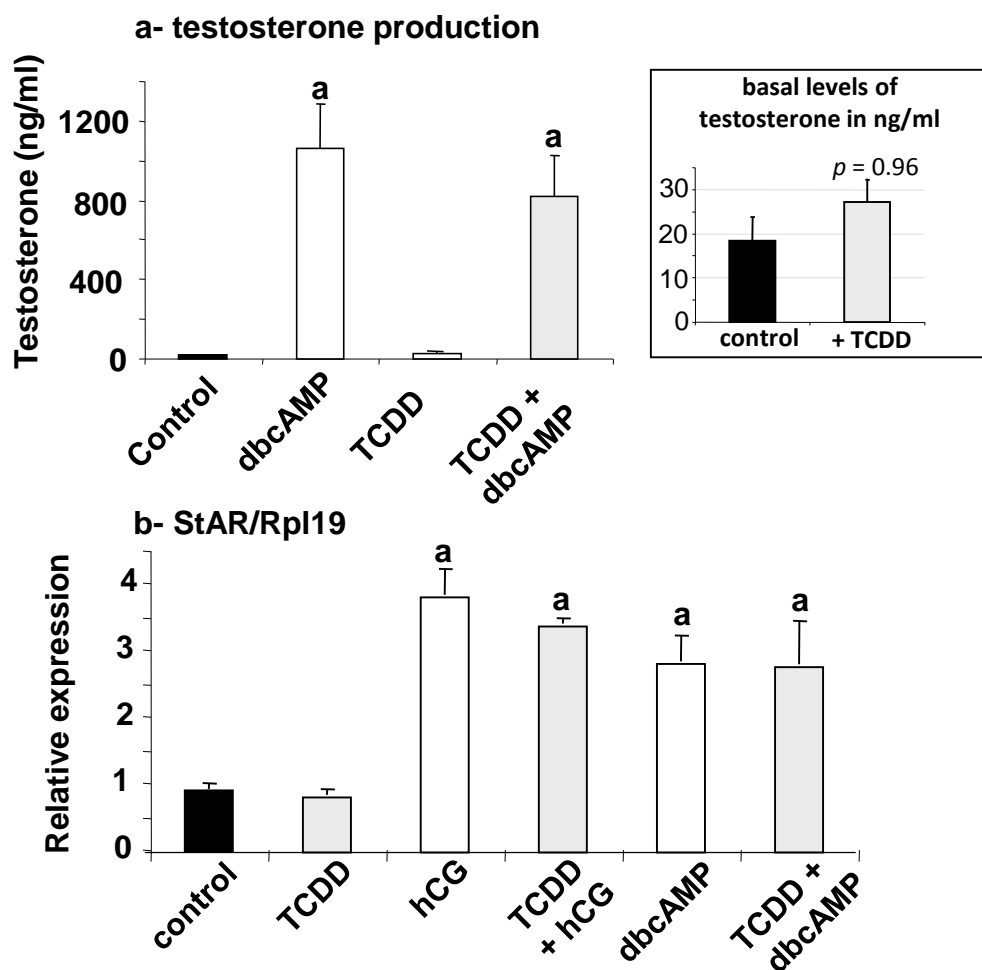 a- testosterone production
Testosterone (ng/ml)
1200
800
400
0
a
a
Control
dbcAMP
TCDD
TCDD +
dbcAMP
basal levels of
testosterone in ng/ml
p = 0.96
30
20
10
0
control
+ TCDD
b- StAR/Rpl19
Relative expression
4
3
2
1
0
a
a
a
a
control
TCDD
hCG
TCDD
+ hCG
dbcAMP
TCDD +
dbcAMP